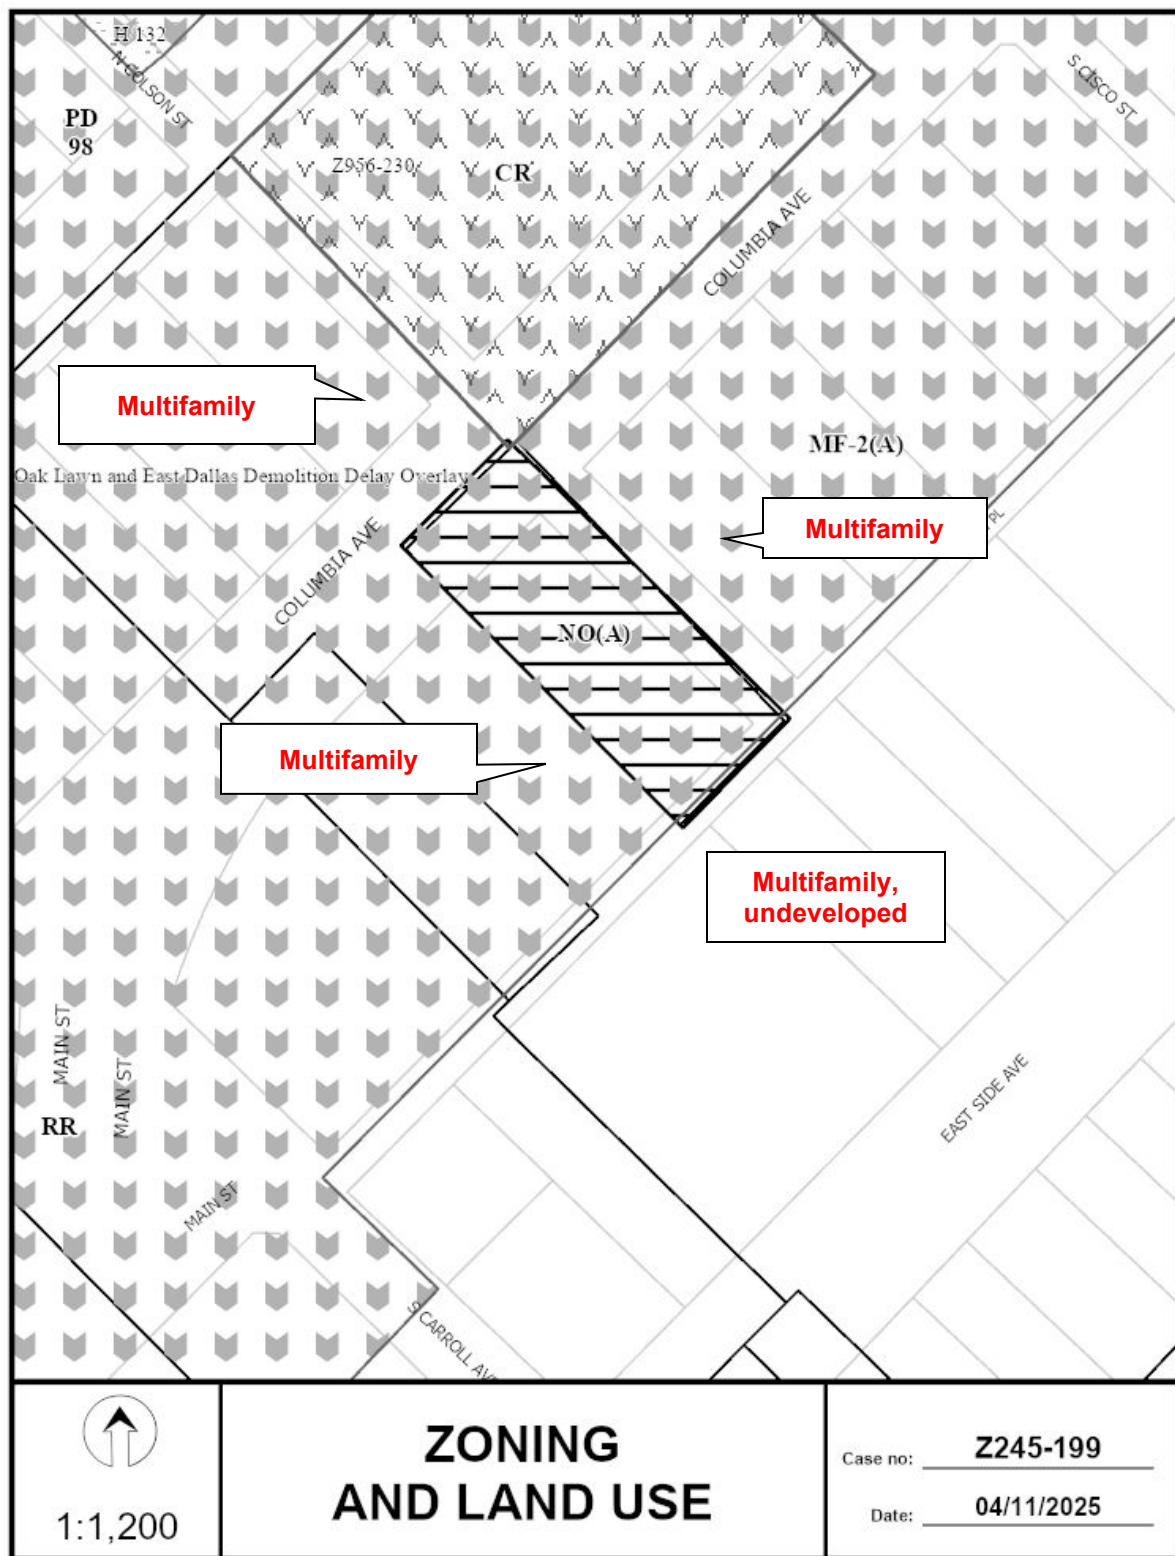 H 132
N COLSON ST
S CISCO ST
PD
98
Z956-230
CR
COLUMBIA AVE
Multifamily
MF-2(A)
Oak Lawn and East Dallas Demolition Delay Overlay
Multifamily
PL
COLUMBIA AVE
NO(A)
Multifamily
Multifamily,
undeveloped
MAIN ST
MAIN ST
EAST SIDE AVE
RR
MAIN ST
S CARROLL AVE
1:1,200
ZONING
AND LAND USE
Case no: Z245-199
Date: 04/11/2025